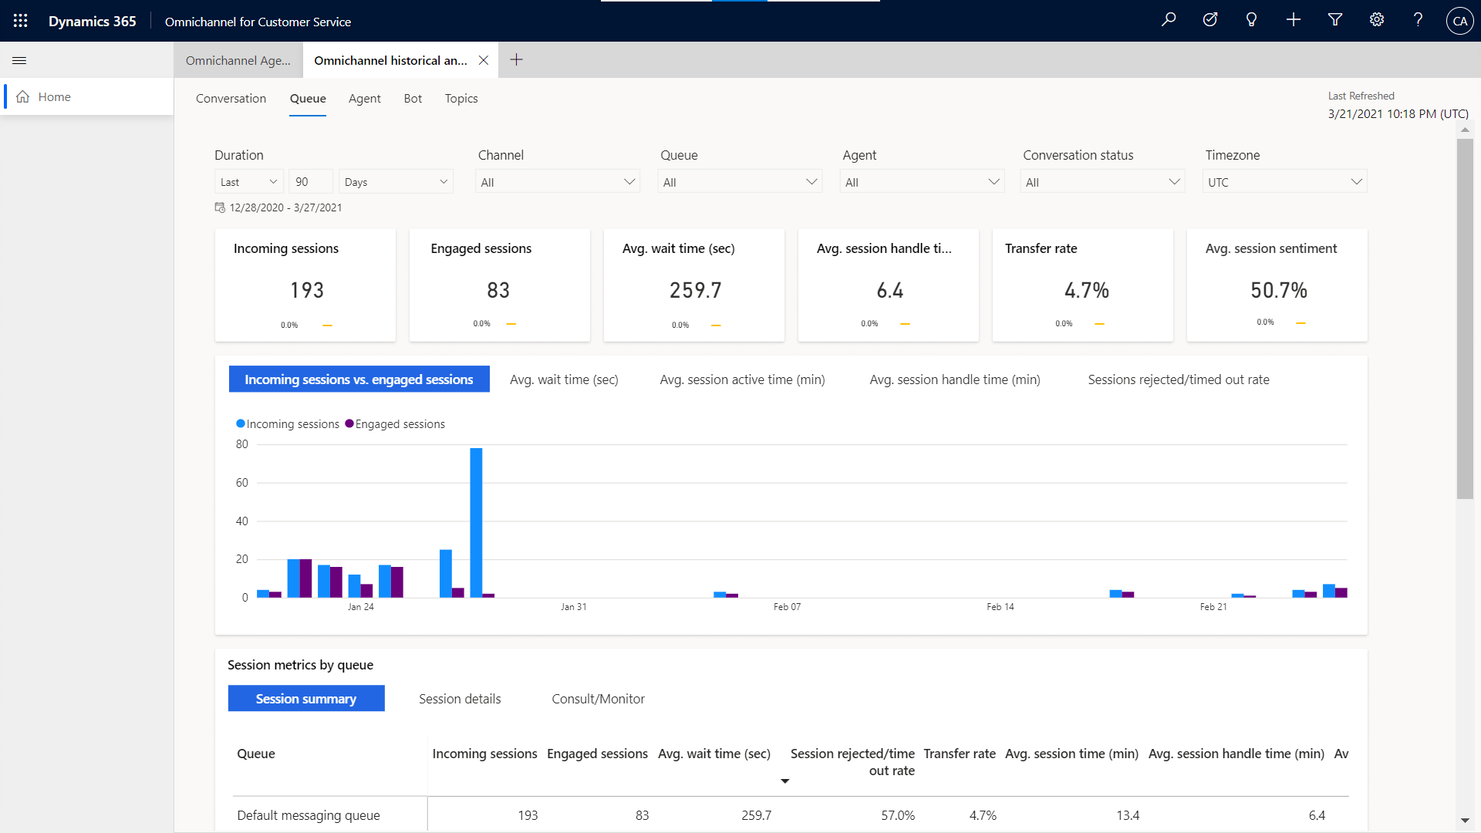 Dynamics 365 Omnichannel for Customer Service ? CA
Omnichannel Age... Omnichannel historical an...
Home
Conversation Queue Agent Bot Topics
Last Refreshed
3/21/2021 10:18 PM (UTC)
Duration Channel Queue Agent Conversation status Timezone
Last 90 Days All All All All UTC
12/28/2020 - 3/27/2021
Incoming sessions Engaged sessions Avg. wait time (sec) Avg. session handle ti... Transfer rate Avg. session sentiment
193 83 259.7 6.4 4.7% 50.7%
0.0% 0.0% 0.0% 0.0% 0.0% 0.0%
Incoming sessions vs. engaged sessions Avg. wait time (sec) Avg. session active time (min) Avg. session handle time (min) Sessions rejected/timed out rate
Incoming sessions Engaged sessions
80
60
40
20
0
Jan 24 Jan 31 Feb 07 Feb 14 Feb 21
Session metrics by queue
Session summary Session details Consult/Monitor
Queue Incoming sessions Engaged sessions Avg. wait time (sec) Session rejected/time Transfer rate Avg. session time (min) Avg. session handle time (min) Av
out rate
Default messaging queue 193 83 259.7 57.0% 4.7% 13.4 6.4